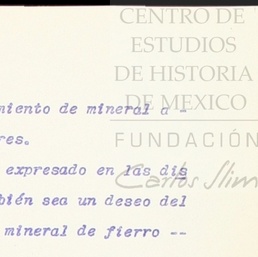 CENTRO DE
ESTUDIOS
DE HISTORIA
DE MEXICO
FUNDACIÓN
Carlos Slim
miento de mineral a -
res.
expresado en las dis
bién sea un deseo del
mineral de fierro --